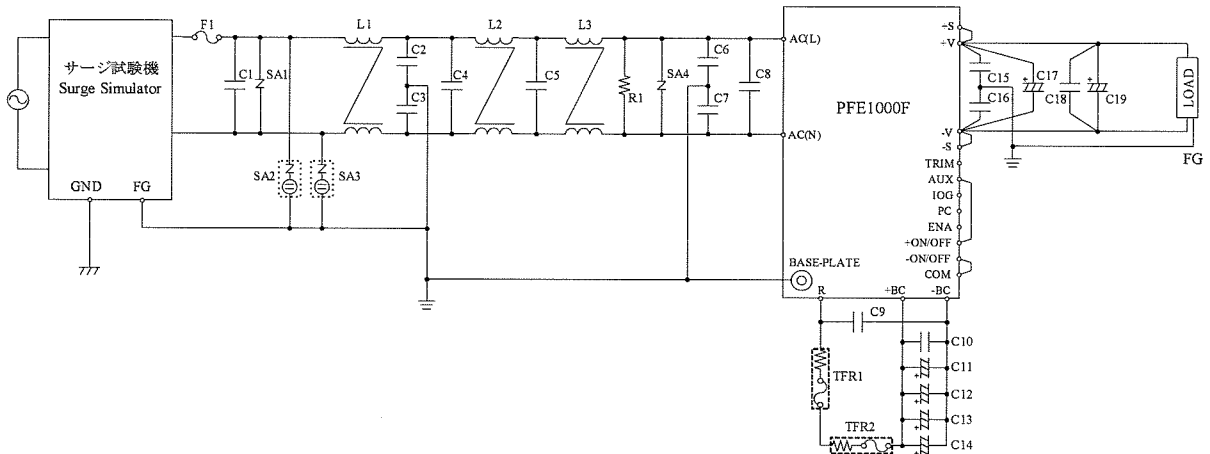 サージ試験機
Surge Simulator
GND
FG
F1
C1
SA1
SA2
SA3
L1
C2
C3
C4
L2
C5
L3
R1
SA4
C6
C7
C8
AC(L)
AC(N)
PFE1000F
BASE-PLATE
R
+BC
-BC
+S
+V
-V
-S
TRIM
AUX
IOG
PC
ENA
+ON/OFF
-ON/OFF
COM
C15
C16
C17
C18
C19
LOAD
FG
C9
C10
C11
C12
C13
C14
TFR1
TFR2